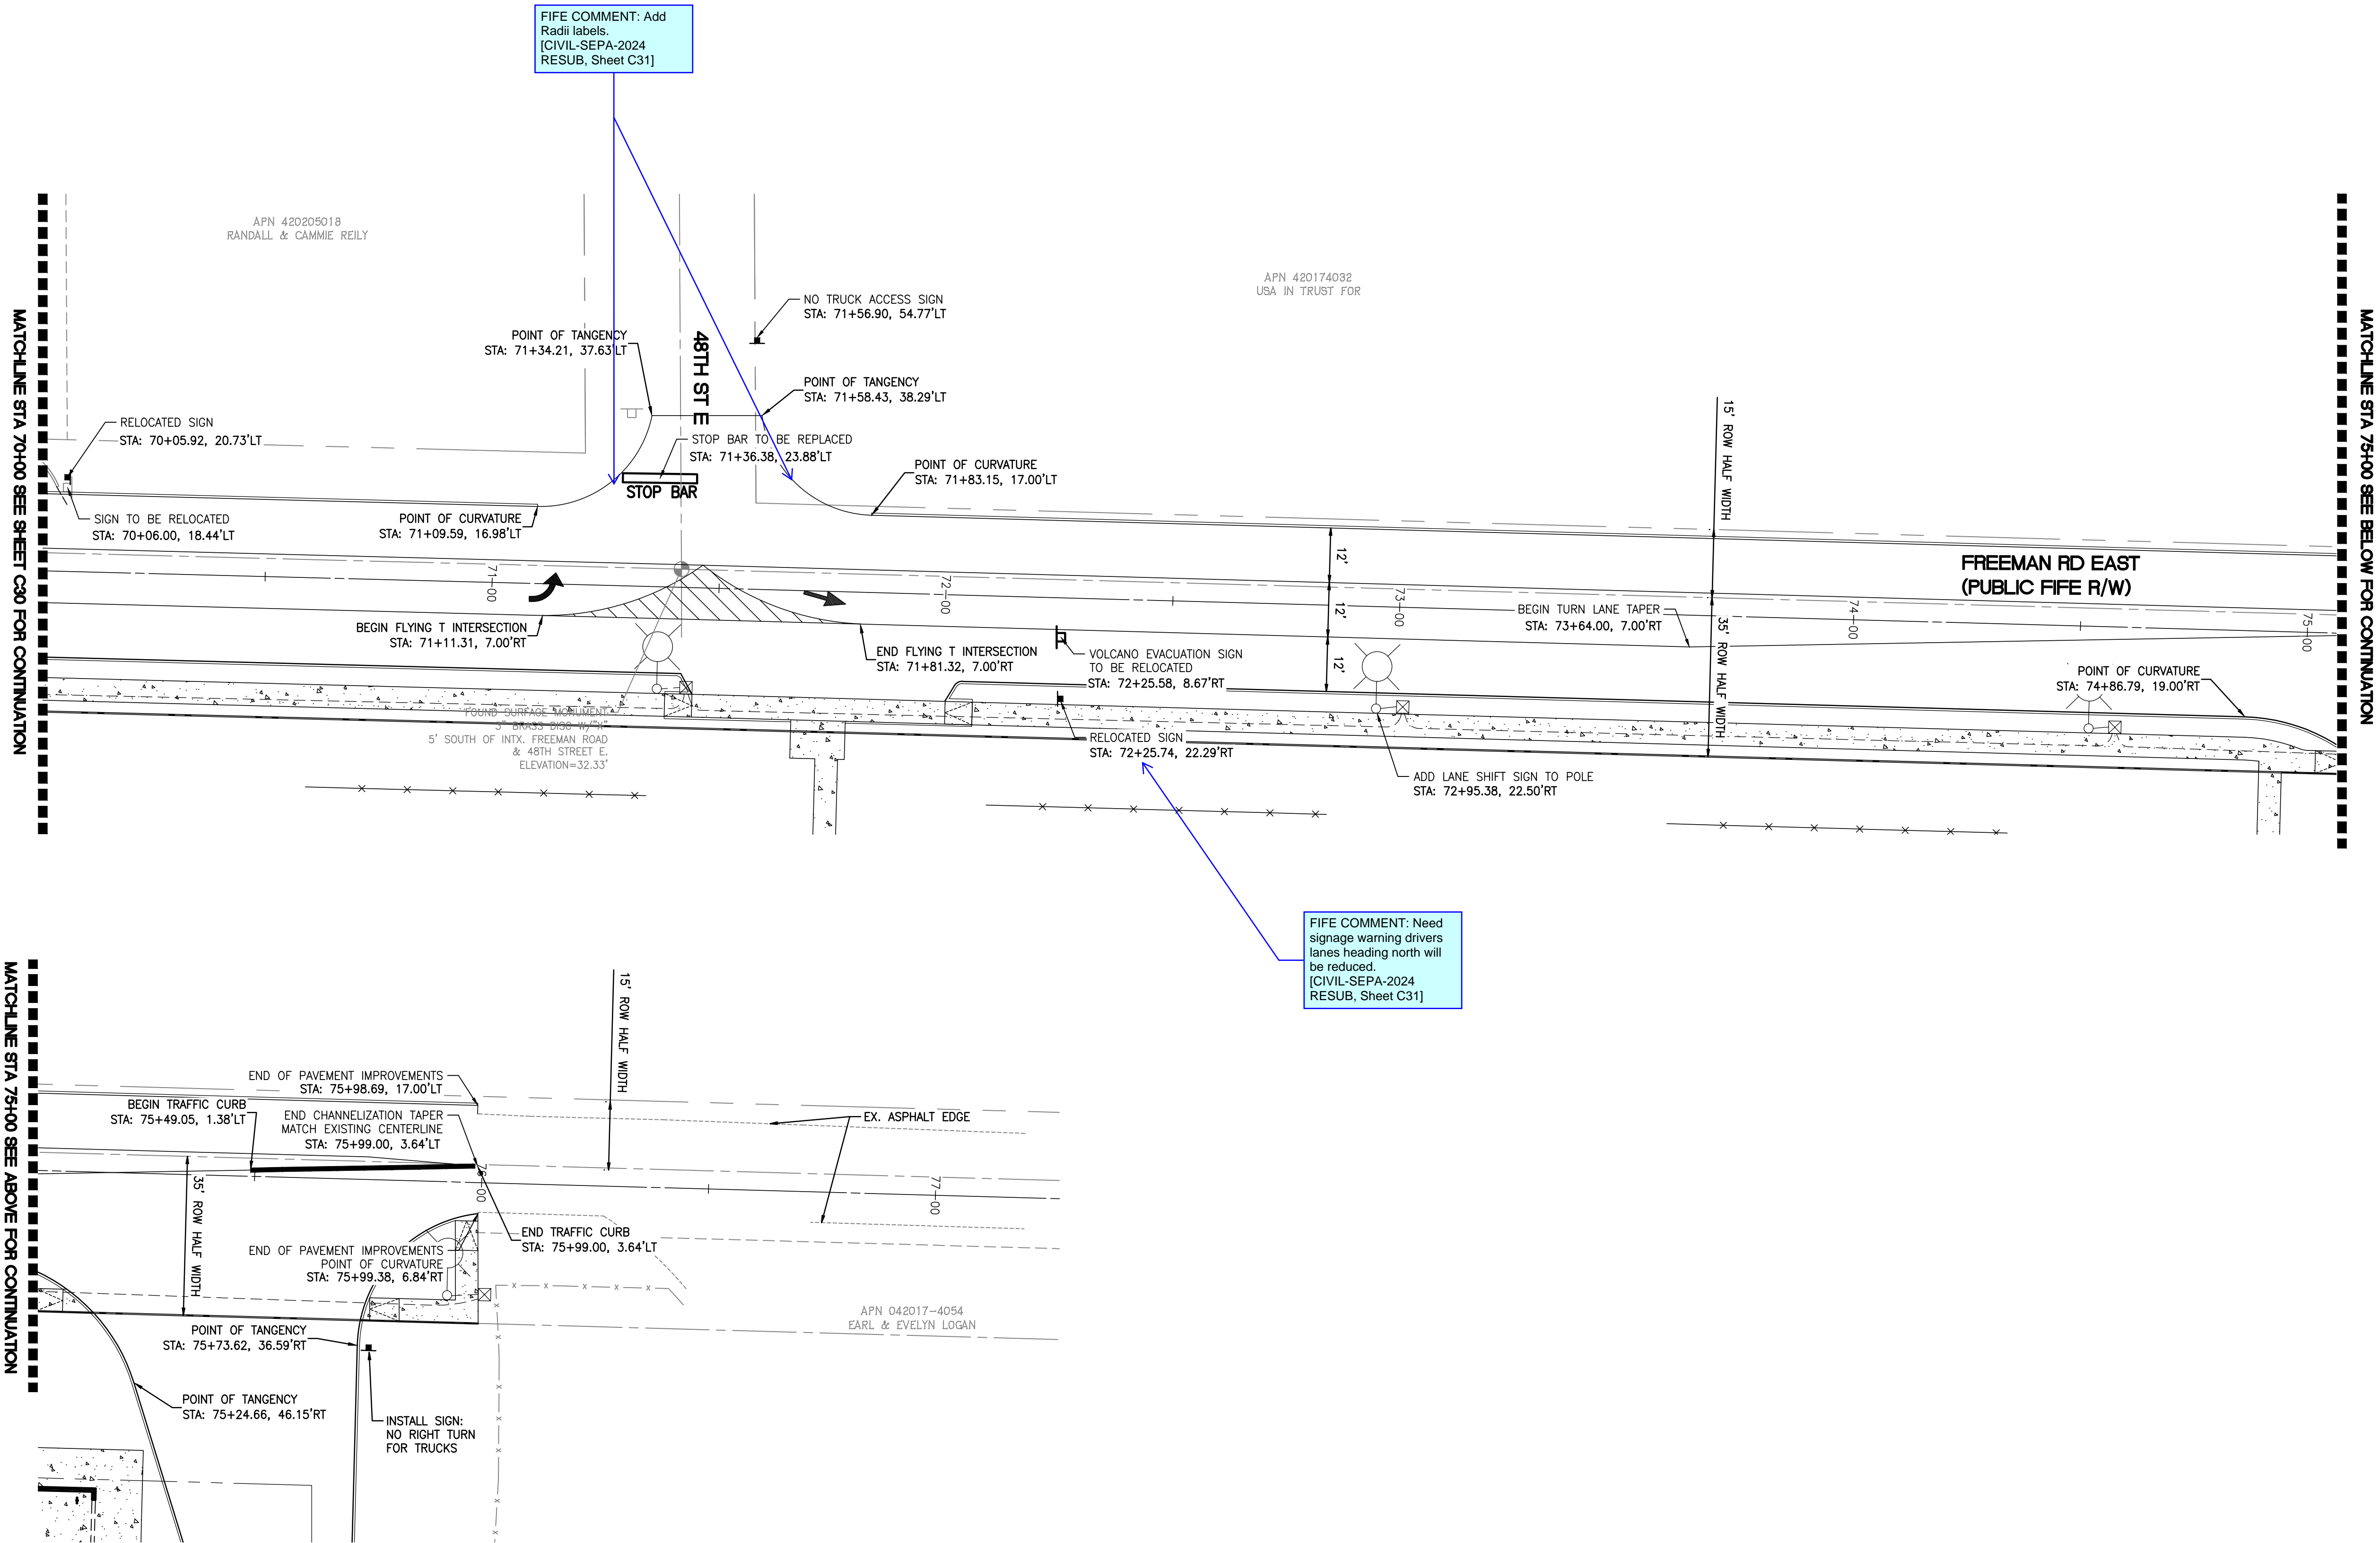 FIFE COMMENT: Add
Radii labels.
[CIVIL-SEPA-2024
RESUB, Sheet C31]
APN 420205018
RANDALL & CAMMIE REILY
APN 420174032
USA IN TRUST FOR
MATCHLINE STA 70+00 SEE SHEET C30 FOR CONTINUATION
MATCHLINE STA 75+00 SEE BELOW FOR CONTINUATION
NO TRUCK ACCESS SIGN
STA: 71+56.90, 54.77'LT
POINT OF TANGENCY
STA: 71+34.21, 37.63'LT
48TH ST E
POINT OF TANGENCY
STA: 71+58.43, 38.29'LT
RELOCATED SIGN
STA: 70+05.92, 20.73'LT
STOP BAR TO BE REPLACED
STA: 71+36.38, 23.88'LT
STOP BAR
POINT OF CURVATURE
STA: 71+83.15, 17.00'LT
15' ROW HALF WIDTH
SIGN TO BE RELOCATED
STA: 70+06.00, 18.44'LT
POINT OF CURVATURE
STA: 71+09.59, 16.98'LT
FREEMAN RD EAST
(PUBLIC FIFE R/W)
12'
12'
12'
71+00
72+00
73+00
74+00
75+00
BEGIN TURN LANE TAPER
STA: 73+64.00, 7.00'RT
35' ROW HALF WIDTH
BEGIN FLYING T INTERSECTION
STA: 71+11.31, 7.00'RT
END FLYING T INTERSECTION
STA: 71+81.32, 7.00'RT
VOLCANO EVACUATION SIGN
TO BE RELOCATED
STA: 72+25.58, 8.67'RT
POINT OF CURVATURE
STA: 74+86.79, 19.00'RT
FOUND SURFACE MONUMENT
3" BRASS DISC W/"X"
5' SOUTH OF INTX. FREEMAN ROAD
& 48TH STREET E.
ELEVATION=32.33'
RELOCATED SIGN
STA: 72+25.74, 22.29'RT
ADD LANE SHIFT SIGN TO POLE
STA: 72+95.38, 22.50'RT
FIFE COMMENT: Need
signage warning drivers
lanes heading north will
be reduced.
[CIVIL-SEPA-2024
RESUB, Sheet C31]
MATCHLINE STA 75+00 SEE ABOVE FOR CONTINUATION
15' ROW HALF WIDTH
END OF PAVEMENT IMPROVEMENTS
STA: 75+98.69, 17.00'LT
BEGIN TRAFFIC CURB
STA: 75+49.05, 1.38'LT
END CHANNELIZATION TAPER
MATCH EXISTING CENTERLINE
STA: 75+99.00, 3.64'LT
EX. ASPHALT EDGE
76+00
77+00
35' ROW HALF WIDTH
END TRAFFIC CURB
STA: 75+99.00, 3.64'LT
END OF PAVEMENT IMPROVEMENTS
POINT OF CURVATURE
STA: 75+99.38, 6.84'RT
APN 042017-4054
EARL & EVELYN LOGAN
POINT OF TANGENCY
STA: 75+73.62, 36.59'RT
POINT OF TANGENCY
STA: 75+24.66, 46.15'RT
INSTALL SIGN:
NO RIGHT TURN
FOR TRUCKS